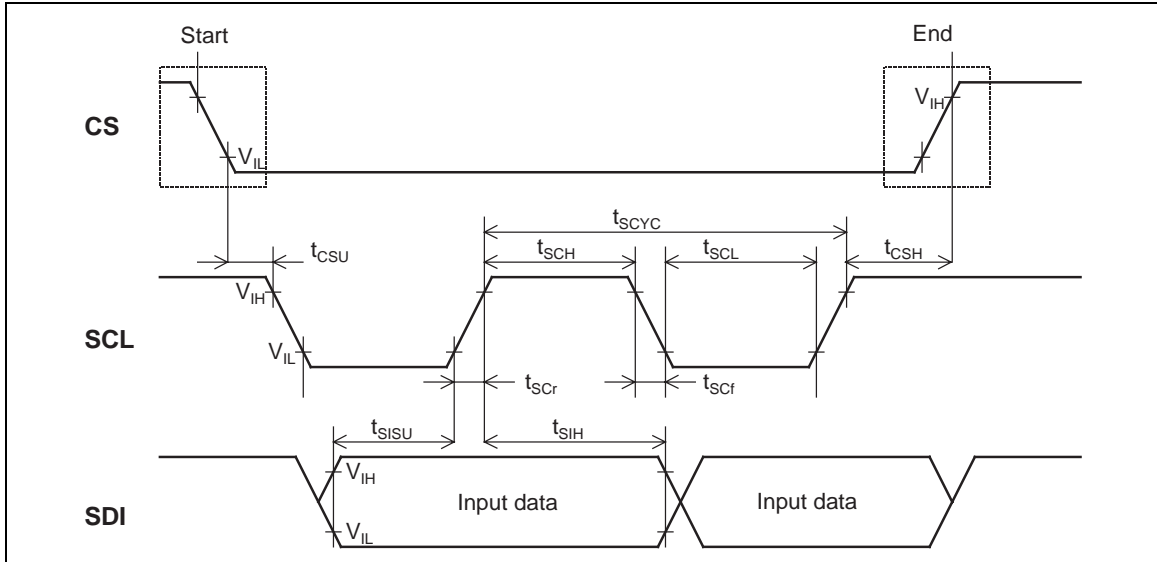 Start
End
CS
V_IH
V_IL
t_SCYC
t_CSU
t_SCH
t_SCL
t_CSH
V_IH
SCL
V_IL
t_SCr
t_SCf
t_SISU
t_SIH
V_IH
Input data
Input data
SDI
V_IL